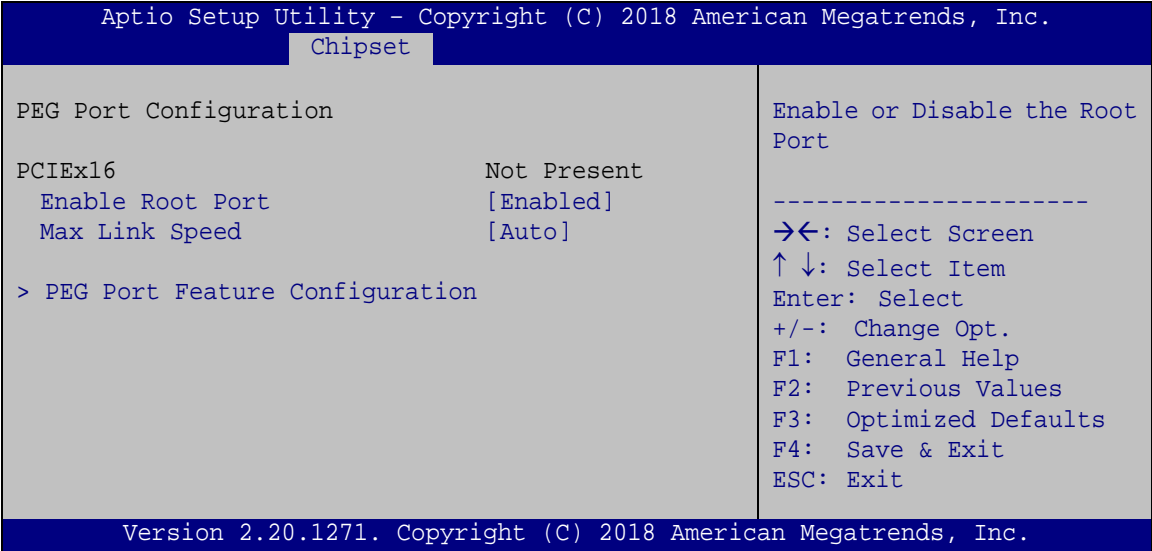 Aptio Setup Utility – Copyright (C) 2018 American Megatrends, Inc.
Chipset
PEG Port Configuration
PCIEx16 Not Present
Enable Root Port [Enabled]
Max Link Speed [Auto]
> PEG Port Feature Configuration
Enable or Disable the Root
Port
----------------------
→←: Select Screen
↑ ↓: Select Item
Enter: Select
+/-: Change Opt.
F1: General Help
F2: Previous Values
F3: Optimized Defaults
F4: Save & Exit
ESC: Exit
Version 2.20.1271. Copyright (C) 2018 American Megatrends, Inc.